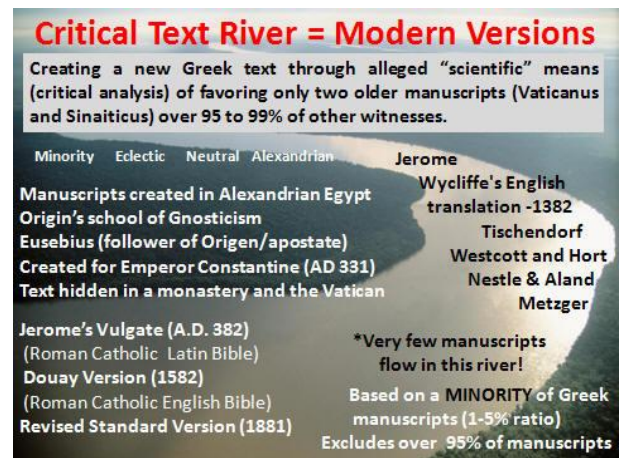 Critical Text River = Modern Versions
Creating a new Greek text through alleged “scientific” means
(critical analysis) of favoring only two older manuscripts (Vaticanus
and Sinaiticus) over 95 to 99% of other witnesses.
Minority Eclectic Neutral Alexandrian
Manuscripts created in Alexandrian Egypt
Origin’s school of Gnosticism
Eusebius (follower of Origen/apostate)
Created for Emperor Constantine (AD 331)
Text hidden in a monastery and the Vatican
Jerome
Wycliffe's English
translation -1382
Tischendorf
Westcott and Hort
Nestle & Aland
Metzger
Jerome’s Vulgate (A.D. 382)
(Roman Catholic Latin Bible)
Douay Version (1582)
(Roman Catholic English Bible)
Revised Standard Version (1881)
*Very few manuscripts
flow in this river!
Based on a MINORITY of Greek
manuscripts (1-5% ratio)
Excludes over 95% of manuscripts